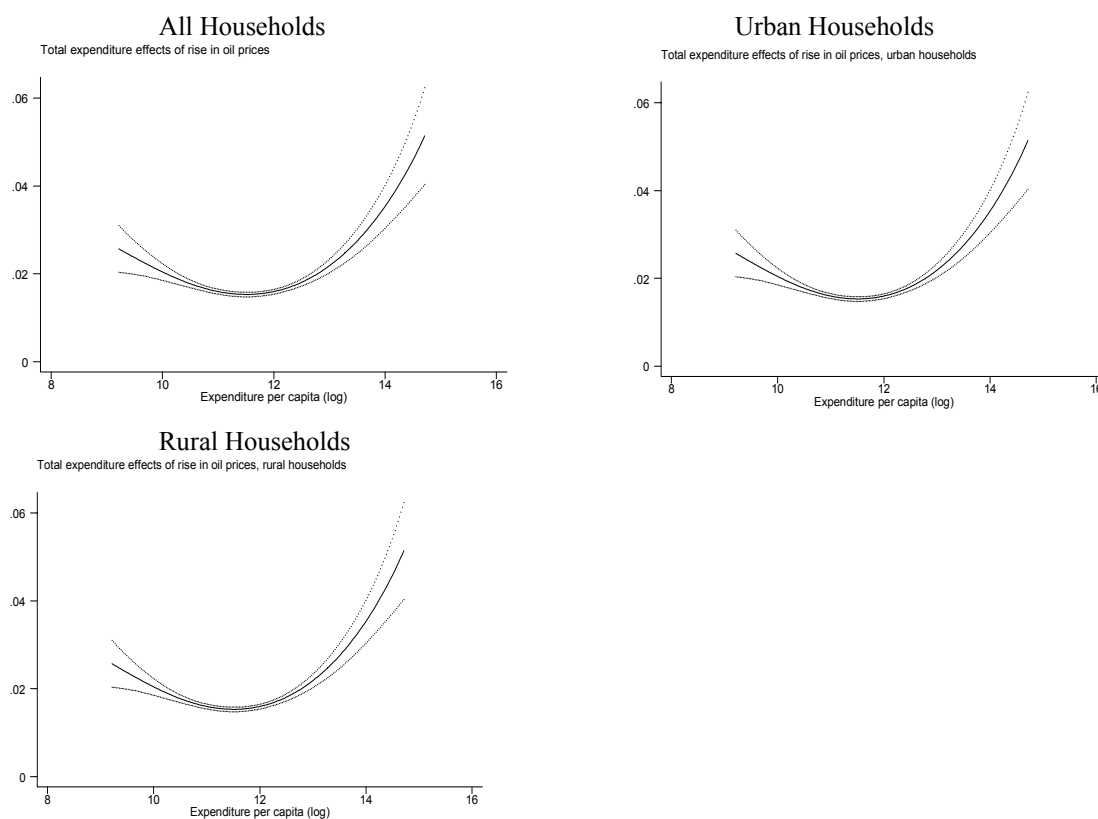 All Households
Total expenditure effects of rise in oil prices
.06
.04
.02
0
8 10 12 14 16
Expenditure per capita (log)
Urban Households
Total expenditure effects of rise in oil prices, urban households
.06
.04
.02
0
8 10 12 14 16
Expenditure per capita (log)
Rural Households
Total expenditure effects of rise in oil prices, rural households
.06
.04
.02
0
8 10 12 14 16
Expenditure per capita (log)